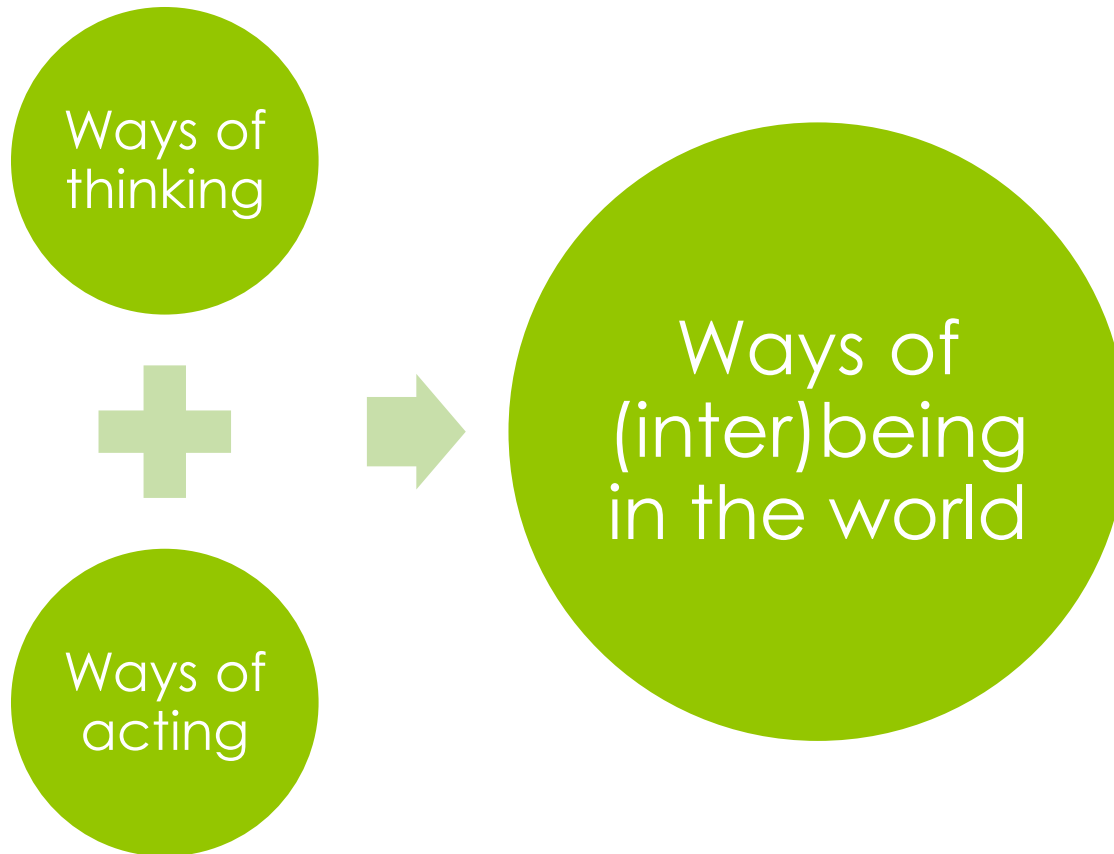 Ways of
thinking
Ways of
acting
Ways of
(inter)being
in the world